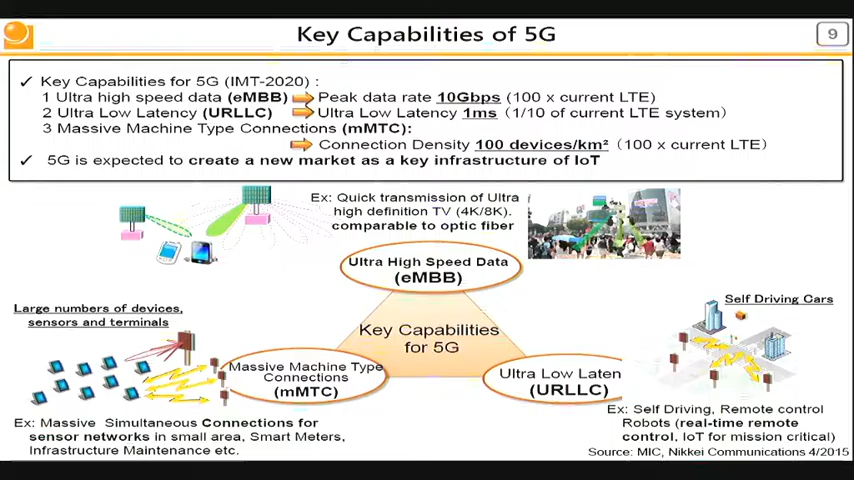 Key Capabilities of 5G
9
✓ Key Capabilities for 5G (IMT-2020) :
1 Ultra high speed data (eMBB) ⇒ Peak data rate 10Gbps (100 x current LTE)
2 Ultra Low Latency (URLLC) ⇒ Ultra Low Latency 1ms (1/10 of current LTE system)
3 Massive Machine Type Connections (mMTC):
⇒ Connection Density 100 devices/km² (100 x current LTE)
✓ 5G is expected to create a new market as a key infrastructure of IoT
Ex: Quick transmission of Ultra
high definition TV (4K/8K).
comparable to optic fiber
Ultra High Speed Data
(eMBB)
Large numbers of devices,
sensors and terminals
Self Driving Cars
Key Capabilities
for 5G
Massive Machine Type
Connections
(mMTC)
Ultra Low Laten
(URLLC)
Ex: Massive Simultaneous Connections for
sensor networks in small area, Smart Meters,
Infrastructure Maintenance etc.
Ex: Self Driving, Remote control
Robots (real-time remote
control, IoT for mission critical)
Source: MIC, Nikkei Communications 4/2015